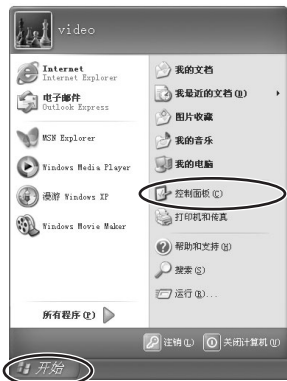 video
Internet
Internet Explorer
电子邮件
Outlook Express
MSN Explorer
Windows Media Player
漫游 Windows XP
Windows Movie Maker
所有程序(P)
我的文档
我最近的文档(D)
图片收藏
我的音乐
我的电脑
控制面板(C)
打印机和传真
帮助和支持(H)
搜索(S)
运行(R)...
注销(L)
关闭计算机(U)
开始